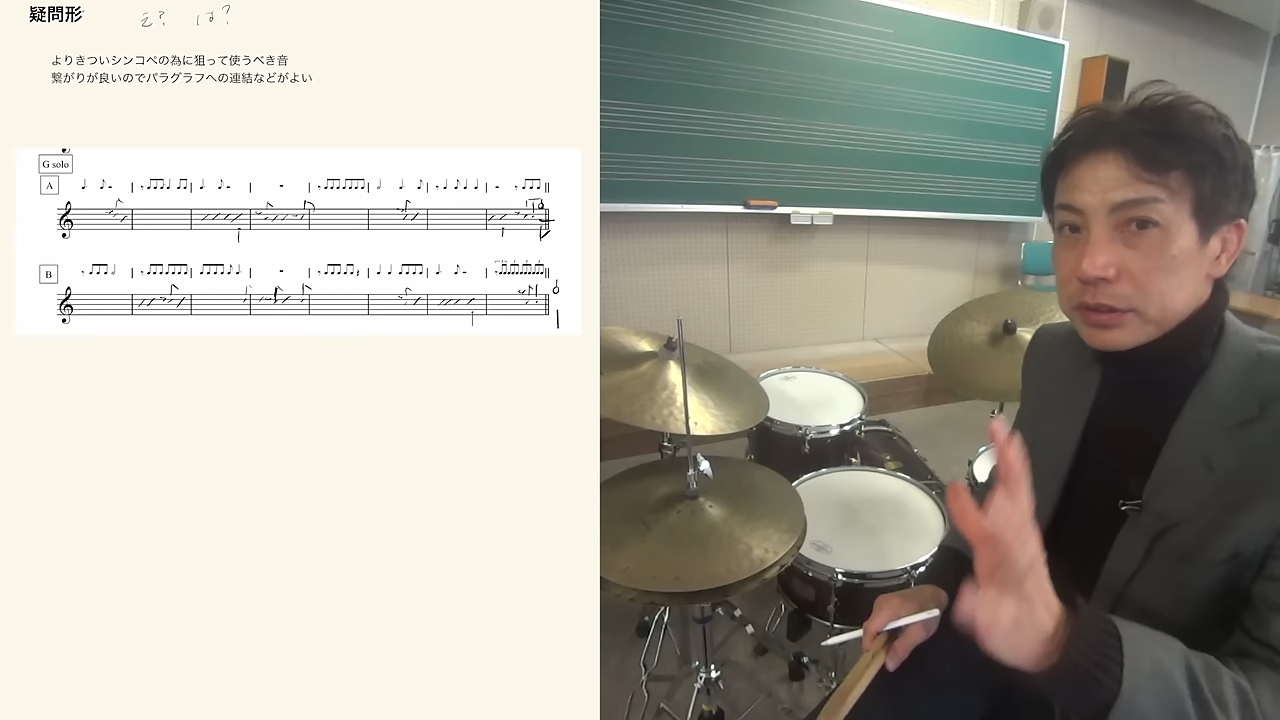 疑問形 え? は?
よりきついシンコペの為に狙って使うべき音
繋がりが良いのでパラグラフへの連結などがよい
G solo
A
B